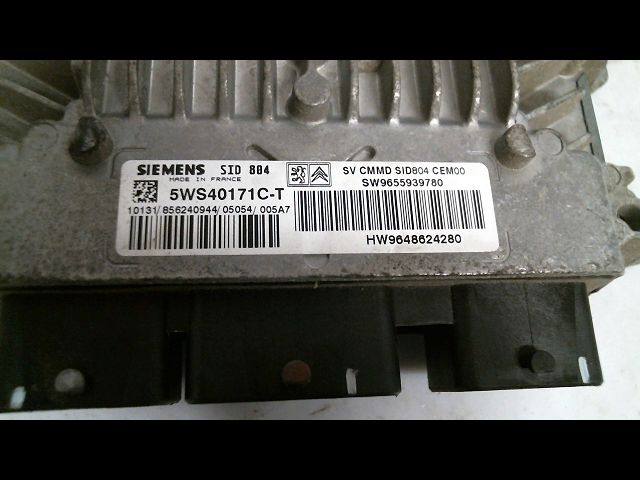 SIEMENS SID 804
MADE IN FRANCE
5WS40171C-T
10131/856240944/05054/005A7
SV CMMD SID804 CEM00
SW9655939780
HW9648624280